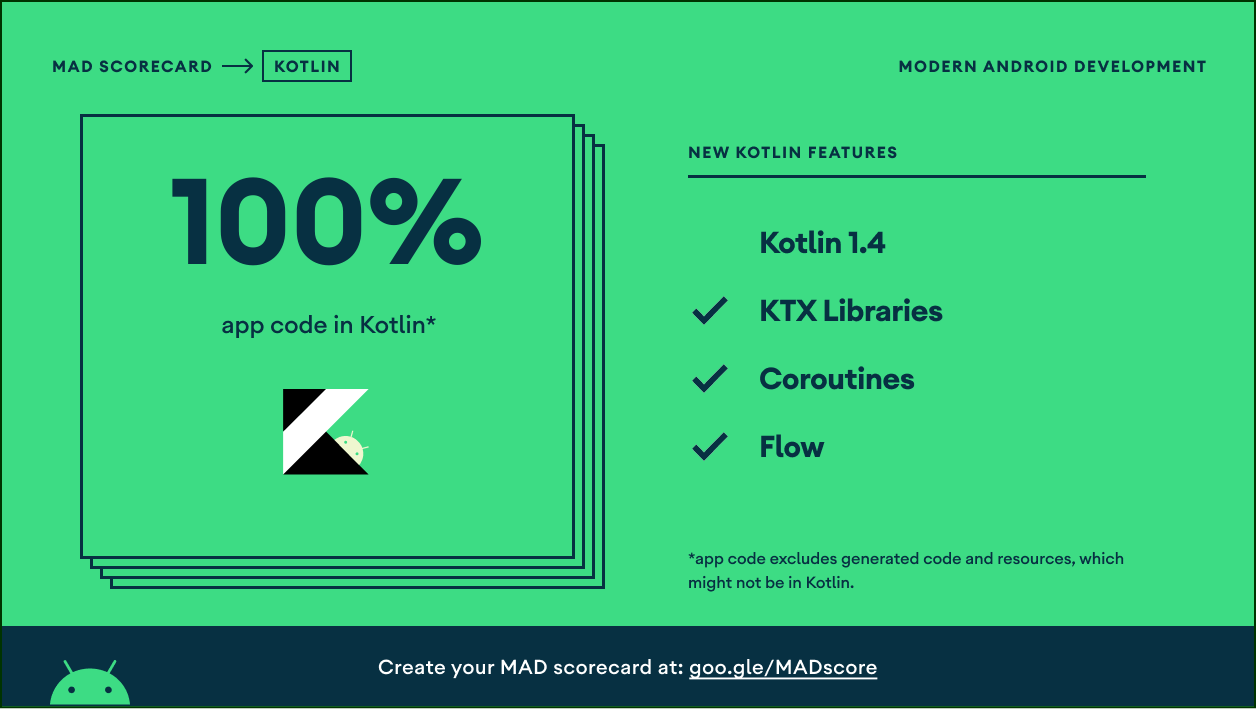 MAD SCORECARD → KOTLIN
MODERN ANDROID DEVELOPMENT
100%
app code in Kotlin*
NEW KOTLIN FEATURES
Kotlin 1.4
✓ KTX Libraries
✓ Coroutines
✓ Flow
*app code excludes generated code and resources, which
might not be in Kotlin.
Create your MAD scorecard at: goo.gle/MADscore